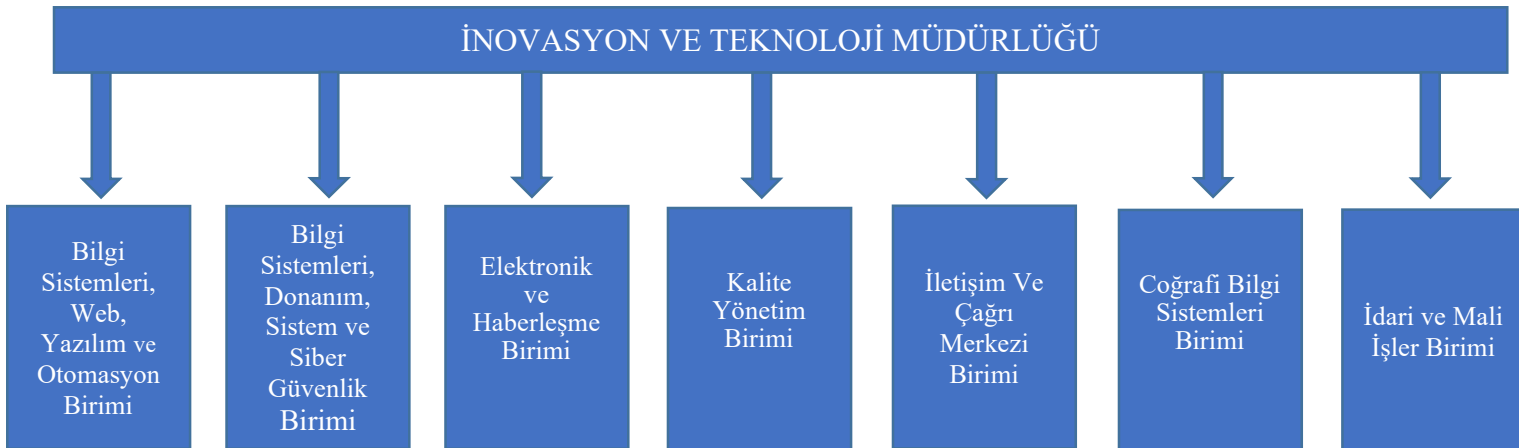 İNOVASYON VE TEKNOLOJİ MÜDÜRLÜĞÜ
Bilgi
Sistemleri,
Web,
Yazılım ve
Otomasyon
Birimi
Bilgi
Sistemleri,
Donanım,
Sistem ve
Siber
Güvenlik
Birimi
Elektronik
ve
Haberleşme
Birimi
Kalite
Yönetim
Birimi
İletişim Ve
Çağrı
Merkezi
Birimi
Coğrafi Bilgi
Sistemleri
Birimi
İdari ve Mali
İşler Birimi